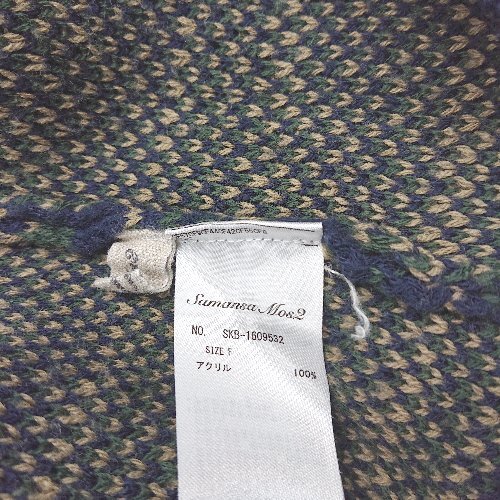 Samansa Mos2
NO. SKB-1609532
SIZE F
アクリル 100%